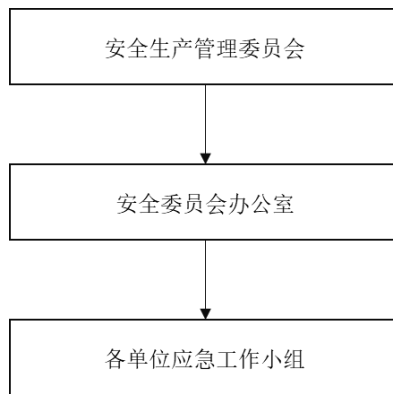 安全生产管理委员会
安全委员会办公室
各单位应急工作小组